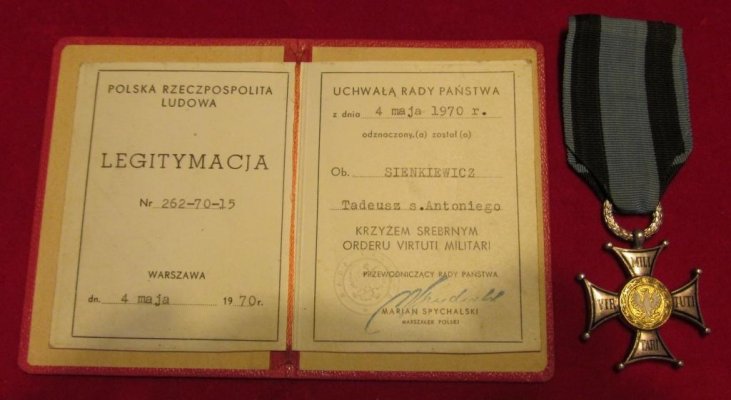 POLSKA RZECZPOSPOLITA
LUDOWA
LEGITYMACJA
Nr 262-70-15
WARSZAWA
dn. 4 maja 1970r.
UCHWAŁĄ RADY PAŃSTWA
z dnia 4 maja 1970 r.
odznaczony,(a) został (a)
Ob. SIENKIEWICZ
Tadeusz s.Antoniego
KRZYŻEM SREBRNYM
ORDERU VIRTUTI MILITARI
PRZEWODNICZĄCY RADY PAŃSTWA
MARIAN SPYCHALSKI
MARSZAŁEK POLSKI
MILI
VIR TUTI
TARI